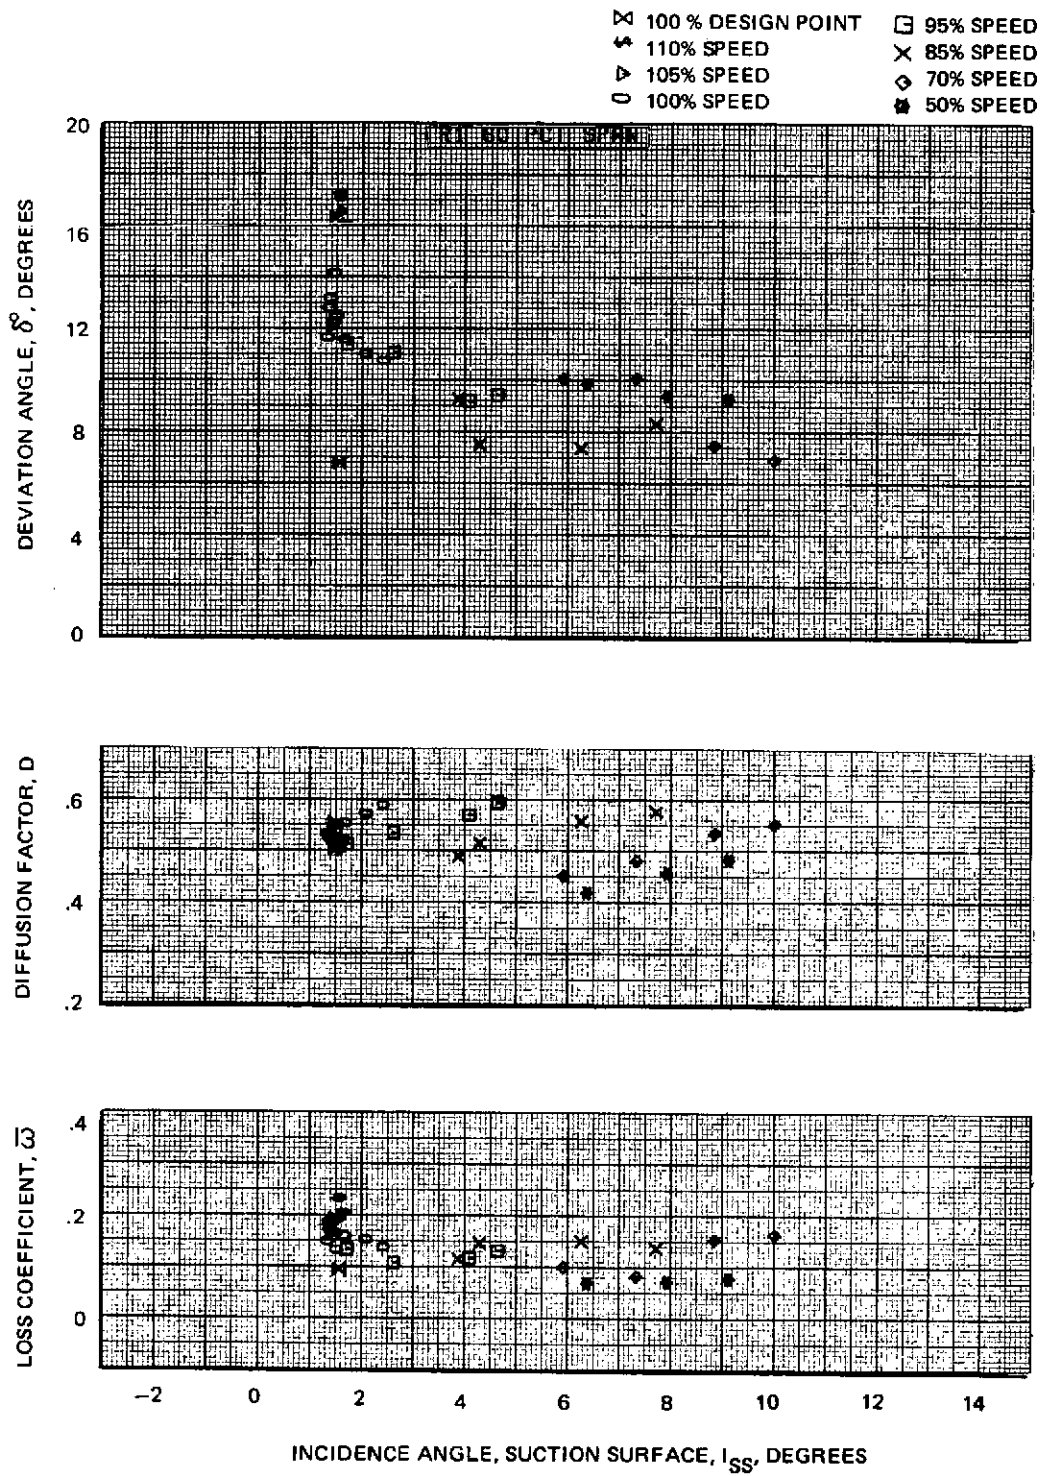 100 % DESIGN POINT
110% SPEED
105% SPEED
100% SPEED
95% SPEED
85% SPEED
70% SPEED
50% SPEED
20
16
12
8
4
0
DEVIATION ANGLE, δ°, DEGREES
.6
.4
.2
DIFFUSION FACTOR, D
.4
.2
0
LOSS COEFFICIENT, ω̅
−2
0
2
4
6
8
10
12
14
INCIDENCE ANGLE, SUCTION SURFACE, ISS, DEGREES